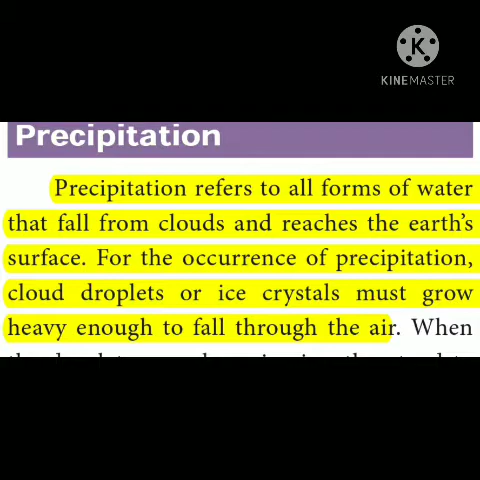 K
KINEMASTER
Precipitation
Precipitation refers to all forms of water
that fall from clouds and reaches the earth's
surface. For the occurrence of precipitation,
cloud droplets or ice crystals must grow
heavy enough to fall through the air. When